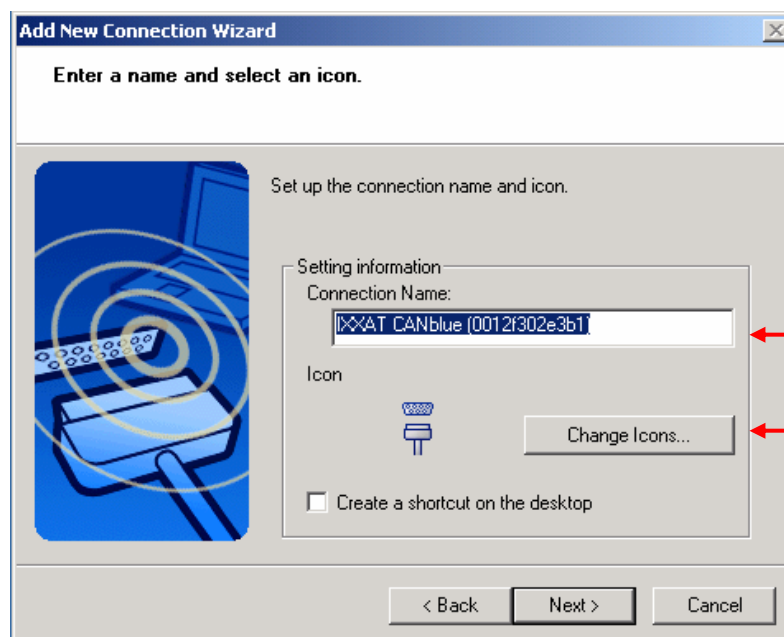 Add New Connection Wizard
Enter a name and select an icon.
Set up the connection name and icon.
Setting information
Connection Name:
IXXAT CANblue (0012f302e3b1)
Icon
Change Icons...
Create a shortcut on the desktop
< Back
Next >
Cancel